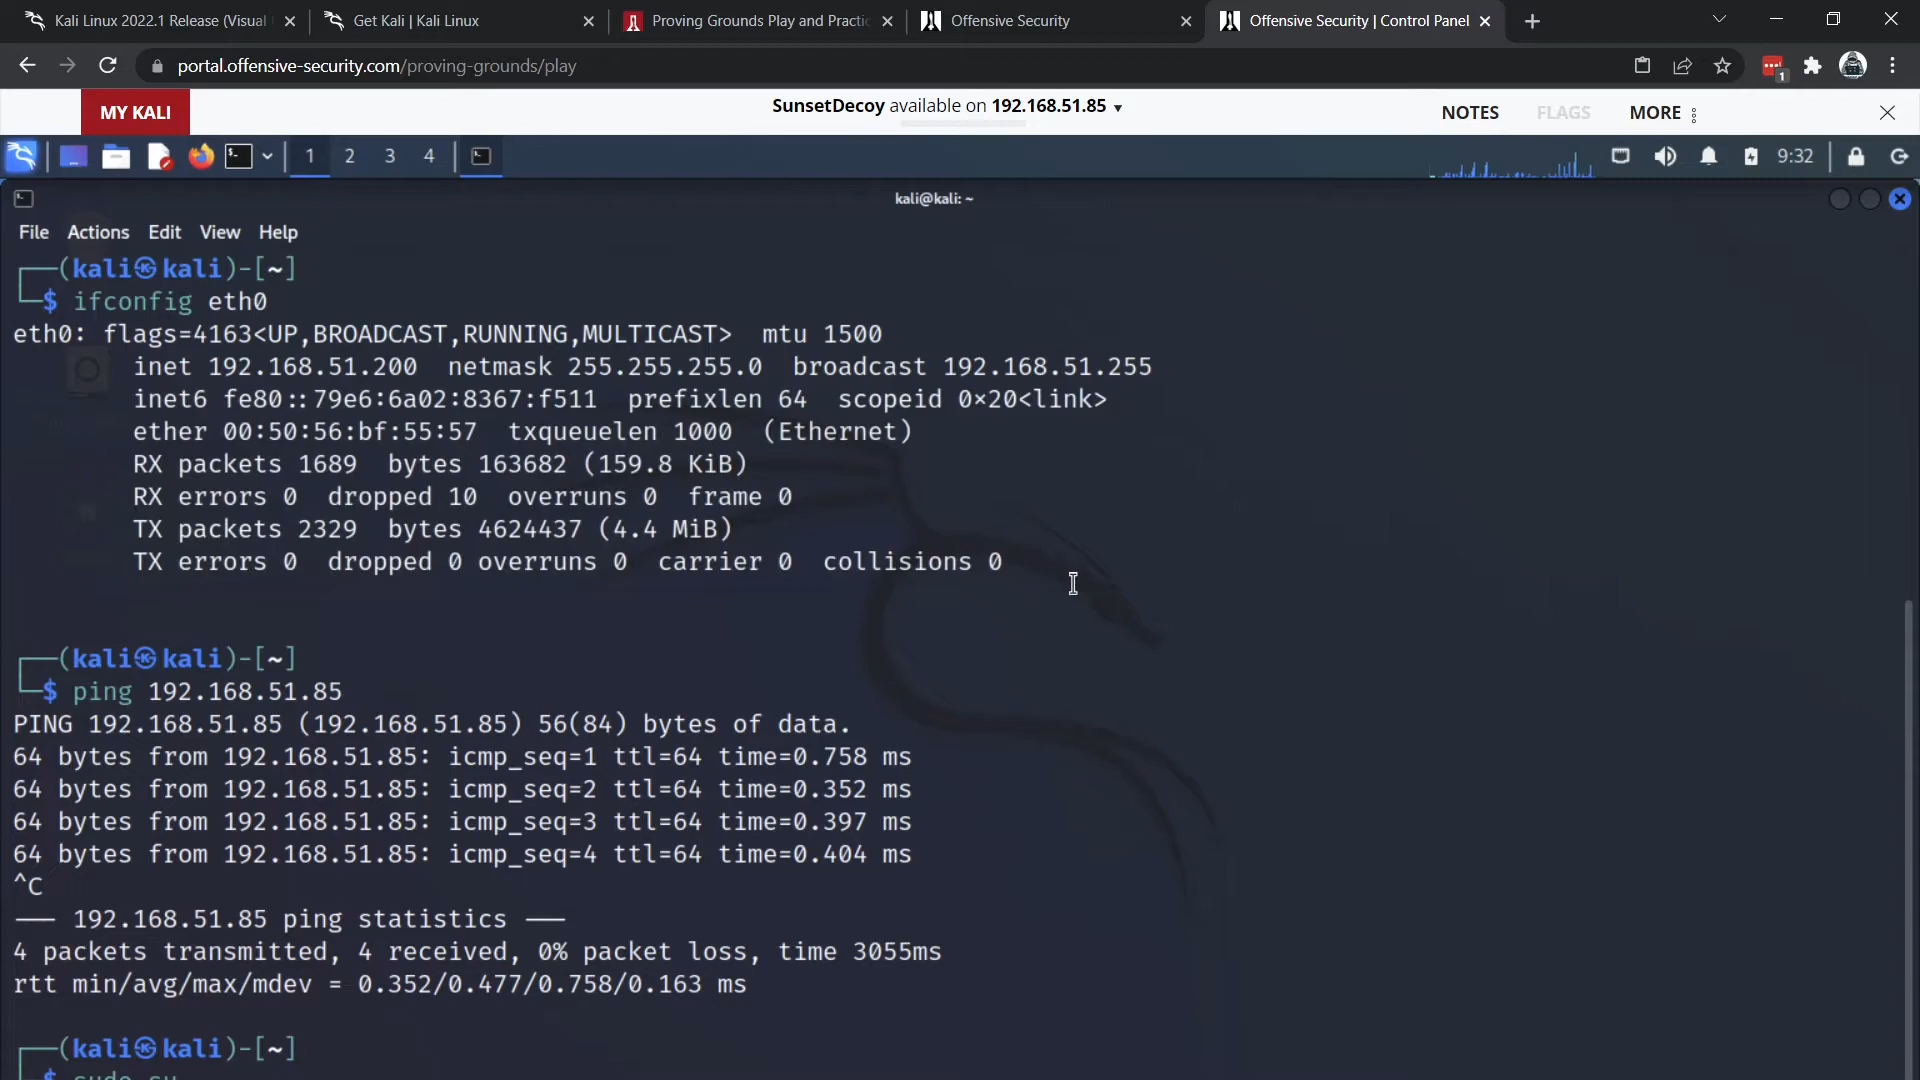 Kali Linux 2022.1 Release (Visual
Get Kali | Kali Linux
Proving Grounds Play and Practic
Offensive Security
Offensive Security | Control Panel
portal.offensive-security.com/proving-grounds/play
1
MY KALI
SunsetDecoy available on 192.168.51.85
NOTES
FLAGS
MORE
1 2 3 4
9:32
kali@kali: ~
File Actions Edit View Help
┌──(kali㉿kali)-[~]
└─$ ifconfig eth0
eth0: flags=4163<UP,BROADCAST,RUNNING,MULTICAST>  mtu 1500
inet 192.168.51.200  netmask 255.255.255.0  broadcast 192.168.51.255
inet6 fe80::79e6:6a02:8367:f511  prefixlen 64  scopeid 0×20<link>
ether 00:50:56:bf:55:57  txqueuelen 1000  (Ethernet)
RX packets 1689  bytes 163682 (159.8 KiB)
RX errors 0  dropped 10  overruns 0  frame 0
TX packets 2329  bytes 4624437 (4.4 MiB)
TX errors 0  dropped 0 overruns 0  carrier 0  collisions 0
┌──(kali㉿kali)-[~]
└─$ ping 192.168.51.85
PING 192.168.51.85 (192.168.51.85) 56(84) bytes of data.
64 bytes from 192.168.51.85: icmp_seq=1 ttl=64 time=0.758 ms
64 bytes from 192.168.51.85: icmp_seq=2 ttl=64 time=0.352 ms
64 bytes from 192.168.51.85: icmp_seq=3 ttl=64 time=0.397 ms
64 bytes from 192.168.51.85: icmp_seq=4 ttl=64 time=0.404 ms
^C
── 192.168.51.85 ping statistics ──
4 packets transmitted, 4 received, 0% packet loss, time 3055ms
rtt min/avg/max/mdev = 0.352/0.477/0.758/0.163 ms
┌──(kali㉿kali)-[~]
└─$ sudo su